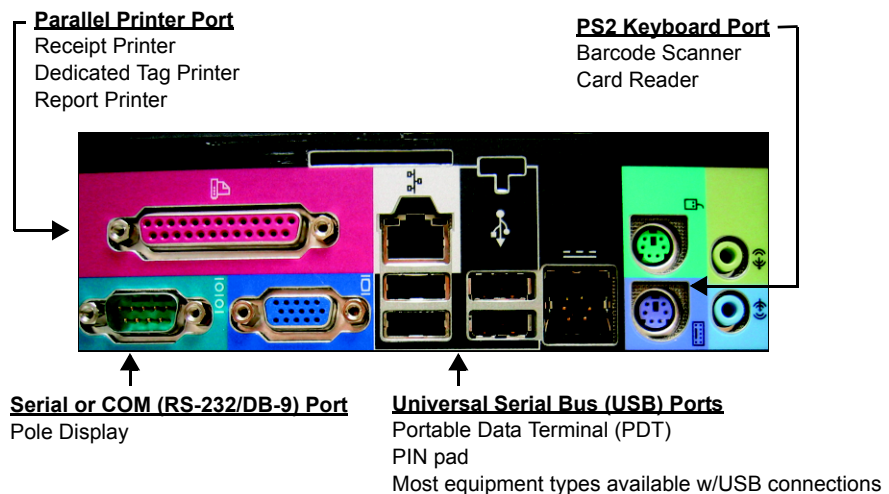 Parallel Printer Port
Receipt Printer
Dedicated Tag Printer
Report Printer
PS2 Keyboard Port
Barcode Scanner
Card Reader
IOIOI
Serial or COM (RS-232/DB-9) Port
Pole Display
Universal Serial Bus (USB) Ports
Portable Data Terminal (PDT)
PIN pad
Most equipment types available w/USB connections